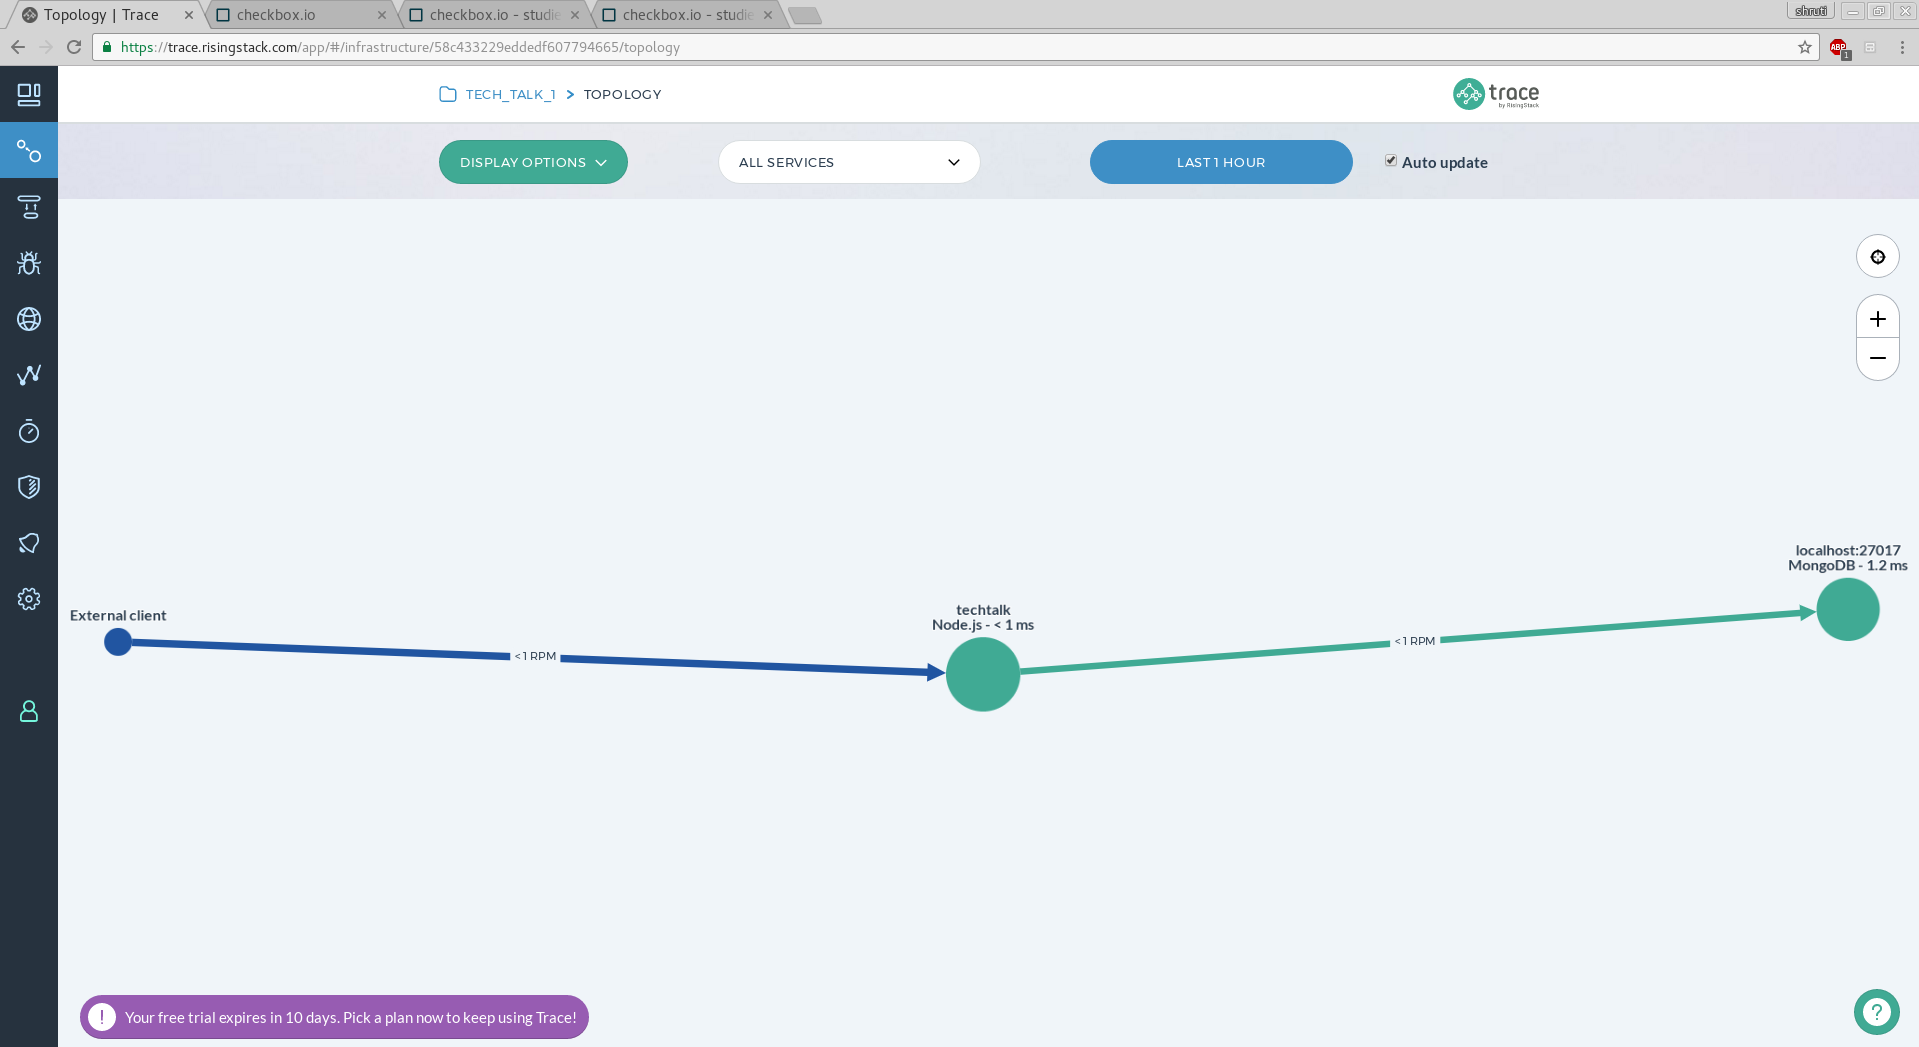 Topology | Trace
checkbox.io
checkbox.io - studie
checkbox.io - studie
shruti
https://trace.risingstack.com/app/#/infrastructure/58c433229eddedf607794665/topology
ABP
1
TECH_TALK_1 > TOPOLOGY
trace
by RisingStack
DISPLAY OPTIONS
ALL SERVICES
LAST 1 HOUR
Auto update
localhost:27017
MongoDB - 1.2 ms
External client
techtalk
Node.js - < 1 ms
< 1 RPM
< 1 RPM
! Your free trial expires in 10 days. Pick a plan now to keep using Trace!
?